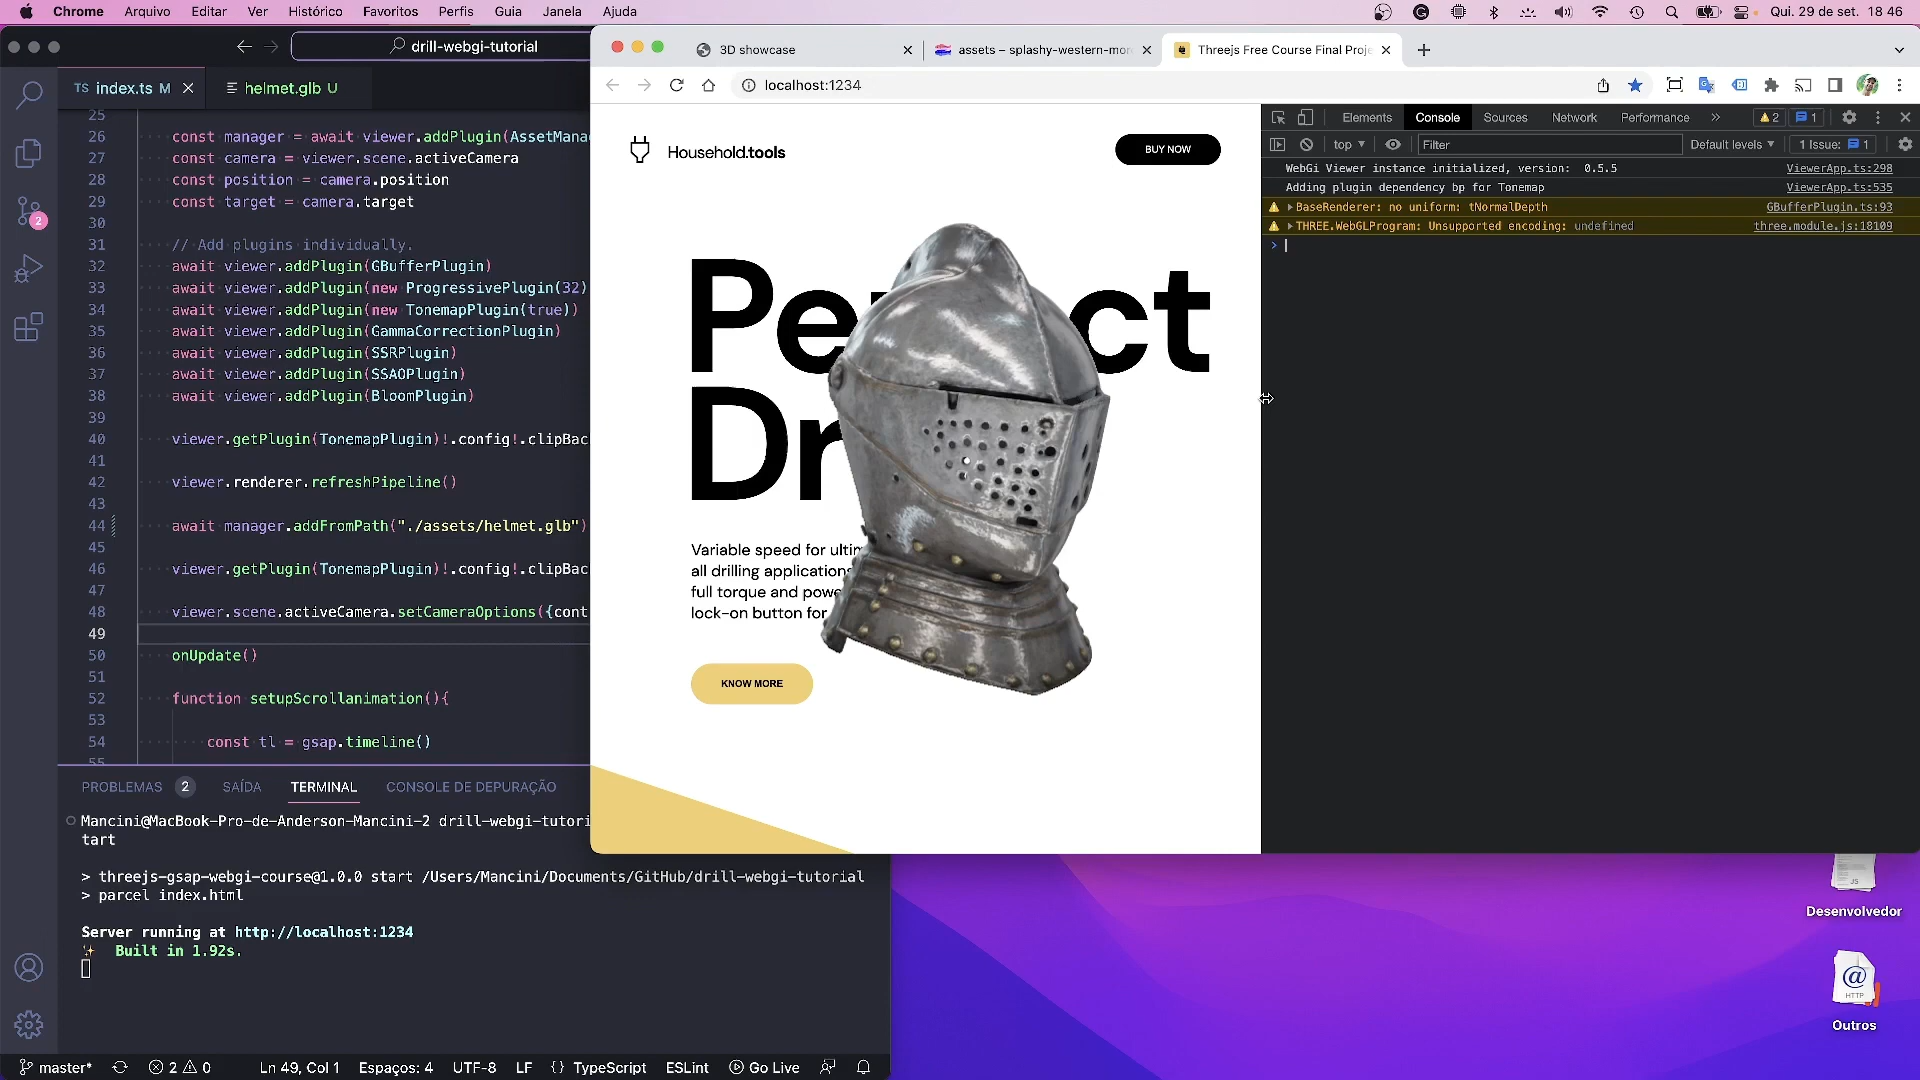 Chrome Arquivo Editar Ver Histórico Favoritos Perfis Guia Janela Ajuda
Qui. 29 de set. 18 46
drill-webgi-tutorial
TS index.ts M
helmet.glb U
25
26 const manager = await viewer.addPlugin(AssetMana
27 const camera = viewer.scene.activeCamera
28 const position = camera.position
29 const target = camera.target
30
31 // Add plugins individually.
32 await viewer.addPlugin(GBufferPlugin)
33 await viewer.addPlugin(new ProgressivePlugin(32)
34 await viewer.addPlugin(new TonemapPlugin(true))
35 await viewer.addPlugin(GammaCorrectionPlugin)
36 await viewer.addPlugin(SSRPlugin)
37 await viewer.addPlugin(SSAOPlugin)
38 await viewer.addPlugin(BloomPlugin)
39
40 viewer.getPlugin(TonemapPlugin)!.config!.clipBac
41
42 viewer.renderer.refreshPipeline()
43
44 await manager.addFromPath("./assets/helmet.glb")
45
46 viewer.getPlugin(TonemapPlugin)!.config!.clipBac
47
48 viewer.scene.activeCamera.setCameraOptions({cont
49
50 onUpdate()
51
52 function setupScrollanimation(){
53
54 const tl = gsap.timeline()
55
PROBLEMAS 2 SAÍDA TERMINAL CONSOLE DE DEPURAÇÃO
Mancini@MacBook-Pro-de-Anderson-Mancini-2 drill-webgi-tutori
tart
> threejs-gsap-webgi-course@1.0.0 start /Users/Mancini/Documents/GitHub/drill-webgi-tutorial
> parcel index.html
Server running at http://localhost:1234
✨ Built in 1.92s.
2
master* 2 0 Ln 49, Col 1 Espaços: 4 UTF-8 LF {} TypeScript ESLint Go Live
3D showcase
assets – splashy-western-mor
Threejs Free Course Final Proje
localhost:1234
Household.tools
BUY NOW
Pe
ct
Dr
Variable speed for ultim
all drilling applications
full torque and powe
lock-on button for
KNOW MORE
Elements Console Sources Network Performance » 2 1
top Filter Default levels 1 Issue: 1
WebGi Viewer instance initialized, version: 0.5.5 ViewerApp.ts:298
Adding plugin dependency bp for Tonemap ViewerApp.ts:535
BaseRenderer: no uniform: tNormalDepth GBufferPlugin.ts:93
THREE.WebGLProgram: Unsupported encoding: undefined three.module.js:18109
>
JS
Desenvolvedor
@
HTTP
Outros